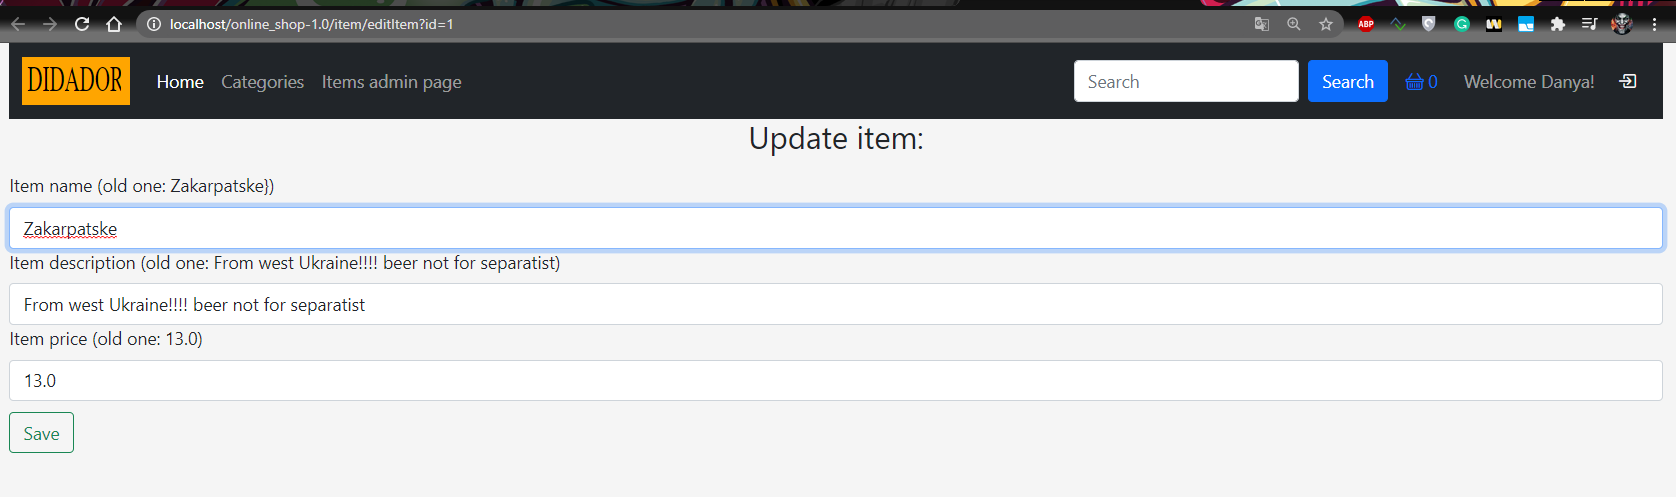 localhost/online_shop-1.0/item/editItem?id=1
ABP
DIDADOR Home Categories Items admin page Search Search 0 Welcome Danya!
Update item:
Item name (old one: Zakarpatske})
Zakarpatske
Item description (old one: From west Ukraine!!!! beer not for separatist)
From west Ukraine!!!! beer not for separatist
Item price (old one: 13.0)
13.0
Save